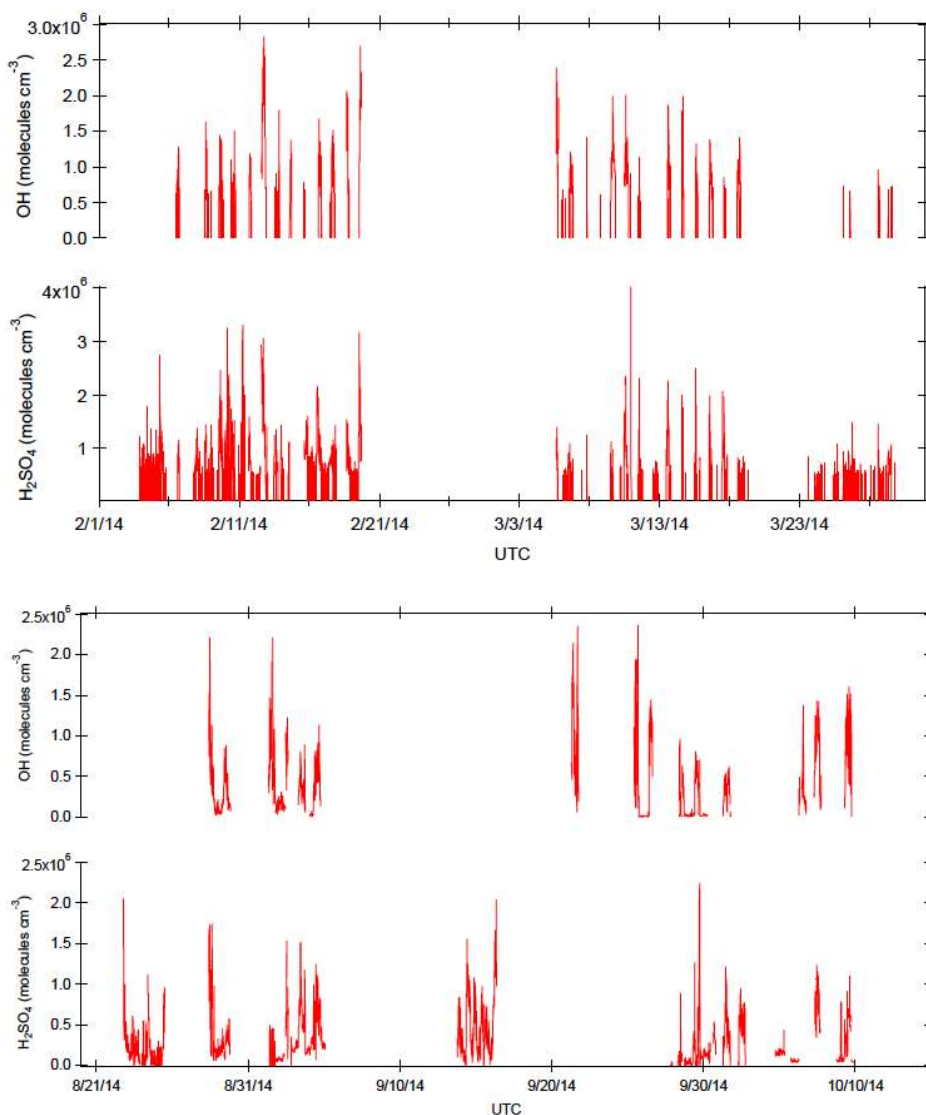 3.0x10⁶
2.5
2.0
1.5
1.0
0.5
0.0
OH (molecules cm⁻³)
4x10⁶
3
2
1
H₂SO₄ (molecules cm⁻³)
2/1/14 2/11/14 2/21/14 3/3/14 3/13/14 3/23/14
UTC
2.5x10⁶
2.0
1.5
1.0
0.5
0.0
OH (molecules cm⁻³)
2.5x10⁶
2.0
1.5
1.0
0.5
0.0
H₂SO₄ (molecules cm⁻³)
8/21/14 8/31/14 9/10/14 9/20/14 9/30/14 10/10/14
UTC